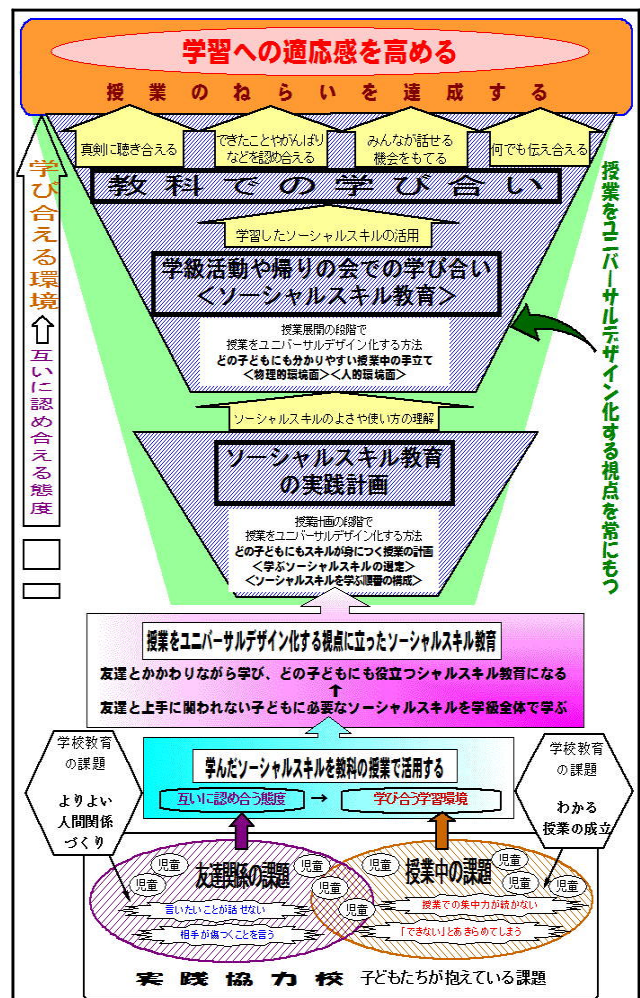 学習への適応感を高める
授業のねらいを達成する
真剣に聴き合える
できたことやがんばり
などを認め合える
みんなが話せる
機会をもてる
何でも伝え合える
教科での学び合い
学習したソーシャルスキルの活用
学級活動や帰りの会での学び合い
＜ソーシャルスキル教育＞
授業展開の段階で
授業をユニバーサルデザイン化する方法
どの子どもにも分かりやすい授業中の手立て
＜物理的環境面＞＜人的環境面＞
ソーシャルスキルのよさや使い方の理解
ソーシャルスキル教育
の実践計画
授業計画の段階で
授業をユニバーサルデザイン化する方法
どの子どもにもスキルが身につく授業の計画
＜学ぶソーシャルスキルの選定＞
＜ソーシャルスキルを学ぶ順番の構成＞
学び合える環境
互いに認め合える態度
授業をユニバーサルデザイン化する視点を常にもつ
授業をユニバーサルデザイン化する視点に立ったソーシャルスキル教育
友達とかかわりながら学び、どの子どもにも役立つシャルスキル教育になる
友達と上手に関われない子どもに必要なソーシャルスキルを学級全体で学ぶ
学んだソーシャルスキルを教科の授業で活用する
互いに認め合う態度
→
学び合う学習環境
学校教育
の課題
よりよい
人間関係
づくり
学校教育
の課題
わかる
授業の成立
友達関係の課題
児童
児童
児童
児童
言いたいことが話せない
相手が傷つくことを言う
児童
授業中の課題
児童
児童
児童
児童
授業での集中力が続かない
「できない」とあきらめてしまう
実践協力校
子どもたちが抱えている課題